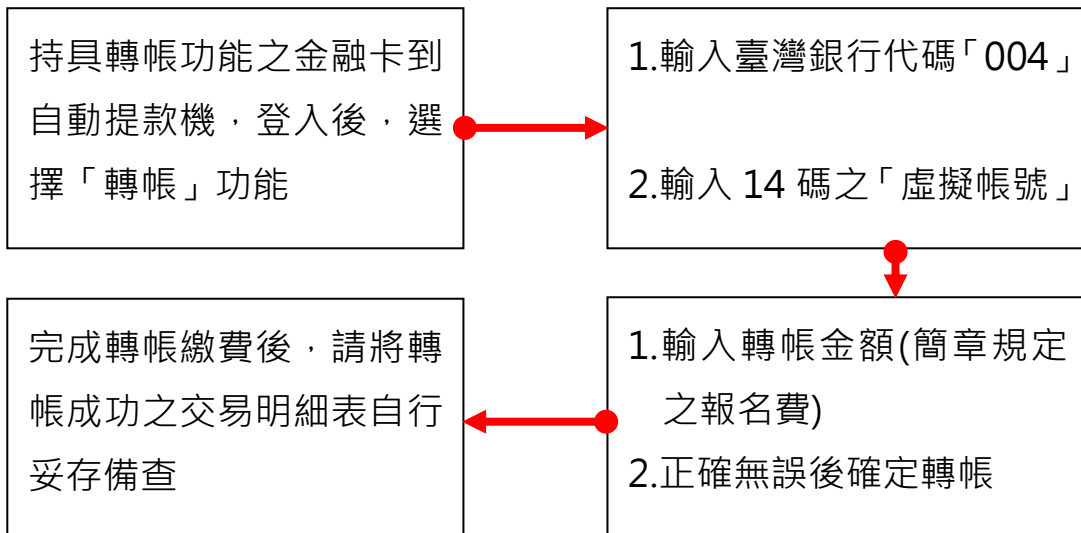 持具轉帳功能之金融卡到
自動提款機，登入後，選
擇「轉帳」功能
1.輸入臺灣銀行代碼「004」
2.輸入 14 碼之「虛擬帳號」
1.輸入轉帳金額(簡章規定
之報名費)
2.正確無誤後確定轉帳
完成轉帳繳費後，請將轉
帳成功之交易明細表自行
妥存備查